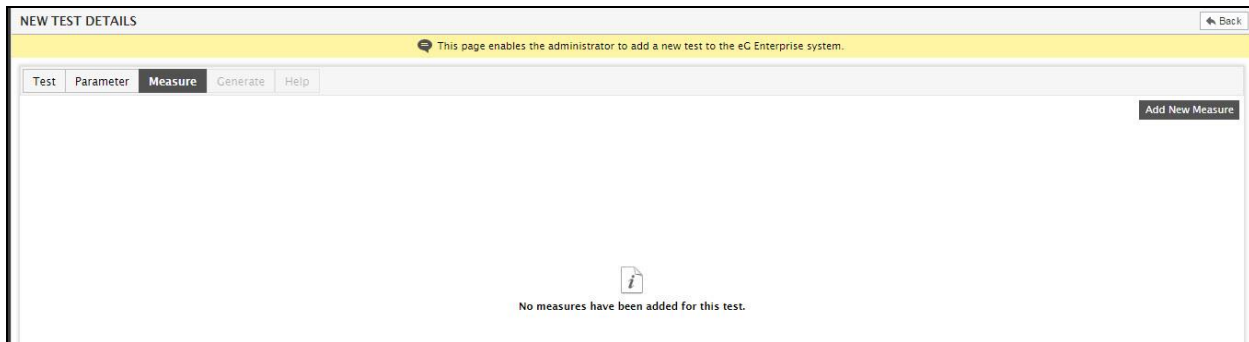 NEW TEST DETAILS
Back
This page enables the administrator to add a new test to the eG Enterprise system.
Test Parameter Measure Generate Help
Add New Measure
No measures have been added for this test.